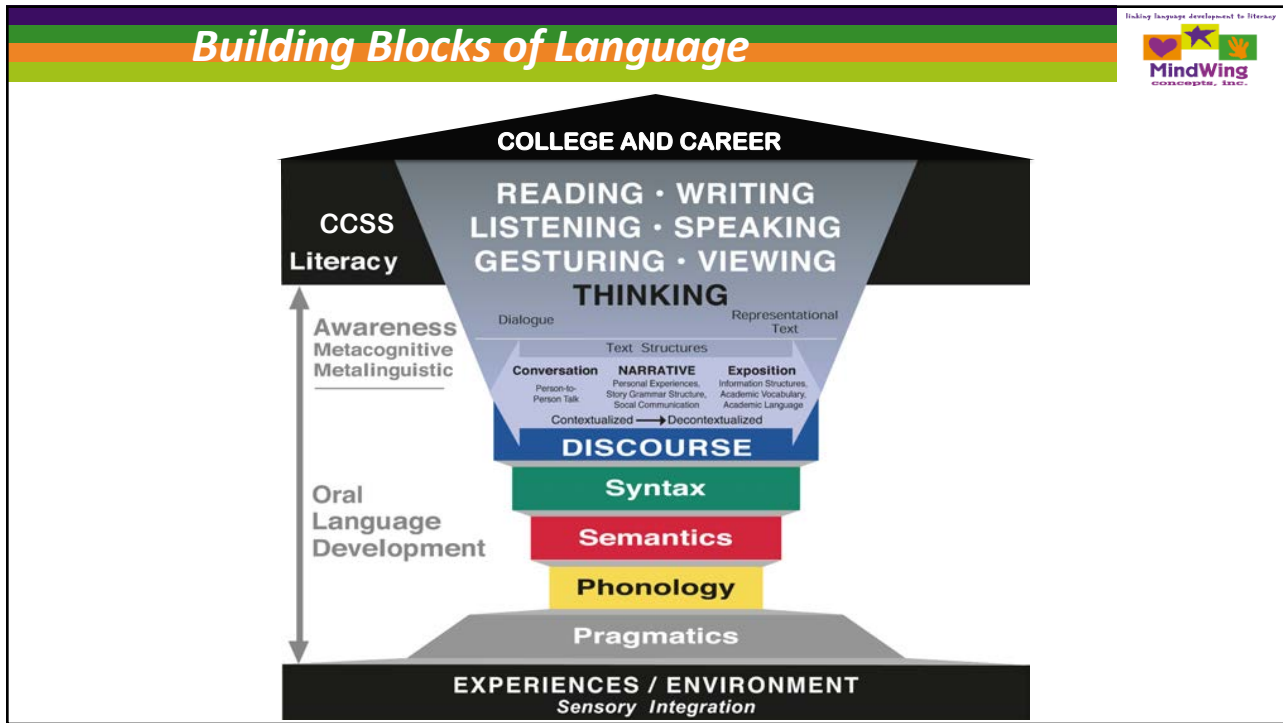 Building Blocks of Language
linking language development to literacy
MindWing
concepts, inc.
COLLEGE AND CAREER
CCSS
Literacy
READING • WRITING
LISTENING • SPEAKING
GESTURING • VIEWING
THINKING
Dialogue
Representational
Text
Text Structures
Conversation
Person-to-
Person Talk
NARRATIVE
Personal Experiences,
Story Grammar Structure,
Socal Communication
Exposition
Information Structures,
Academic Vocabulary,
Academic Language
Contextualized → Decontextualized
DISCOURSE
Awareness
Metacognitive
Metalinguistic
Oral
Language
Development
Syntax
Semantics
Phonology
Pragmatics
EXPERIENCES / ENVIRONMENT
Sensory Integration